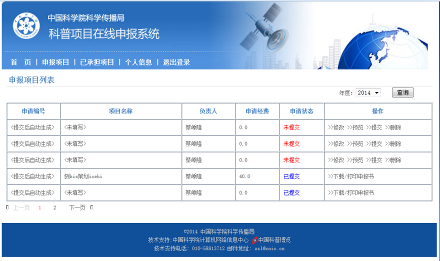 中国科学院科学传播局
科普项目在线申报系统
首 页 | 申报项目 | 已承担项目 | 个人信息 | 退出登录
申报项目列表
年度: 2014 查询
申请编号 项目名称 负责人 申请经费 申请状态 操作
<提交后自动生成> <未填写> 0.0 未提交 >>修改 >>预览 >>提交 >>删除
<提交后自动生成> <未填写> 0.0 未提交 >>修改 >>预览 >>提交 >>删除
<提交后自动生成> <未填写> 0.0 未提交 >>修改 >>预览 >>提交 >>删除
<提交后自动生成> 40.0 已提交 >>下载/打印申报书
<提交后自动生成> <未填写> 0.0 已提交 >>下载/打印申报书
上一页 1 2 下一页
©2014 中国科学院科学传播局
技术支持:中国科学院计算机网络信息中心 中国科普博览
技术支持电话: 010-58812712 邮件地址: